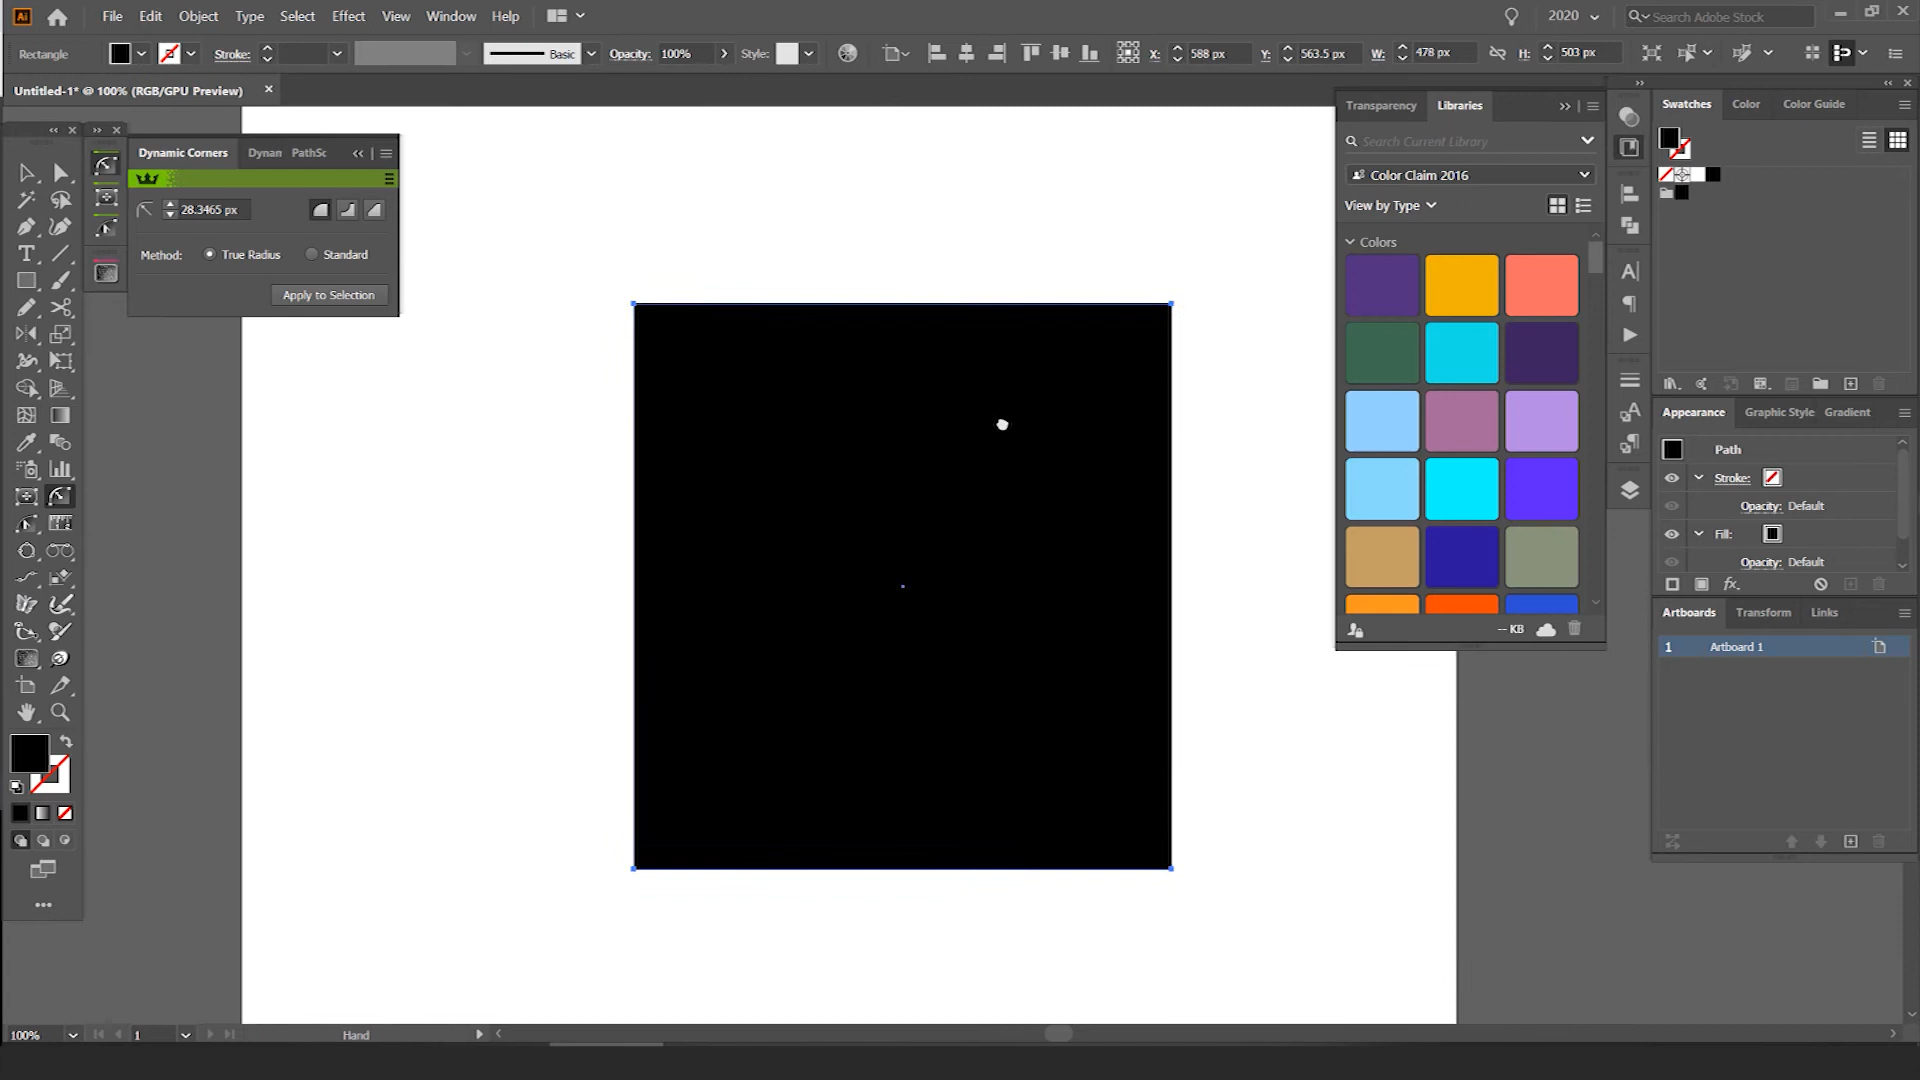 Ai File Edit Object Type Select Effect View Window Help 2020 Search Adobe Stock
Rectangle Stroke: Basic Opacity: 100% Style: X: 588 px Y: 563.5 px W: 478 px H: 503 px
Untitled-1* @ 100% (RGB/GPU Preview)
Dynamic Corners Dynan PathSc
28.3465 px
Method: True Radius Standard
Apply to Selection
Transparency Libraries
Search Current Library
Color Claim 2016
View by Type
Colors
-- KB
Swatches Color Color Guide
Appearance Graphic Style Gradient
Path
Stroke:
Opacity: Default
Fill:
Opacity: Default
fx.
Artboards Transform Links
1 Artboard 1
100% 1 Hand